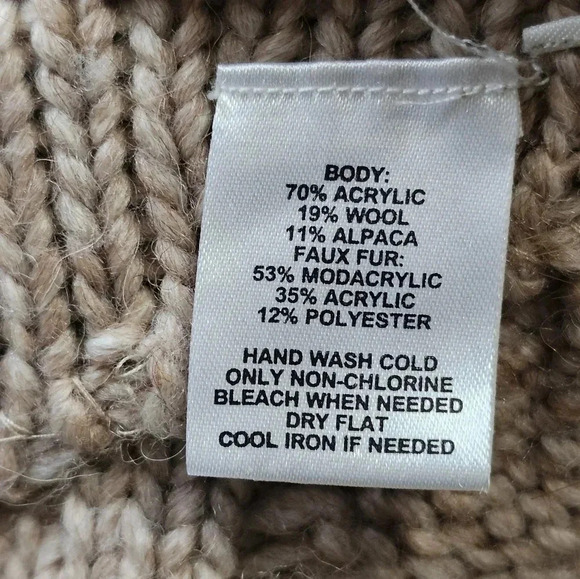 BODY:
70% ACRYLIC
19% WOOL
11% ALPACA
FAUX FUR:
53% MODACRYLIC
35% ACRYLIC
12% POLYESTER
HAND WASH COLD
ONLY NON-CHLORINE
BLEACH WHEN NEEDED
DRY FLAT
COOL IRON IF NEEDED